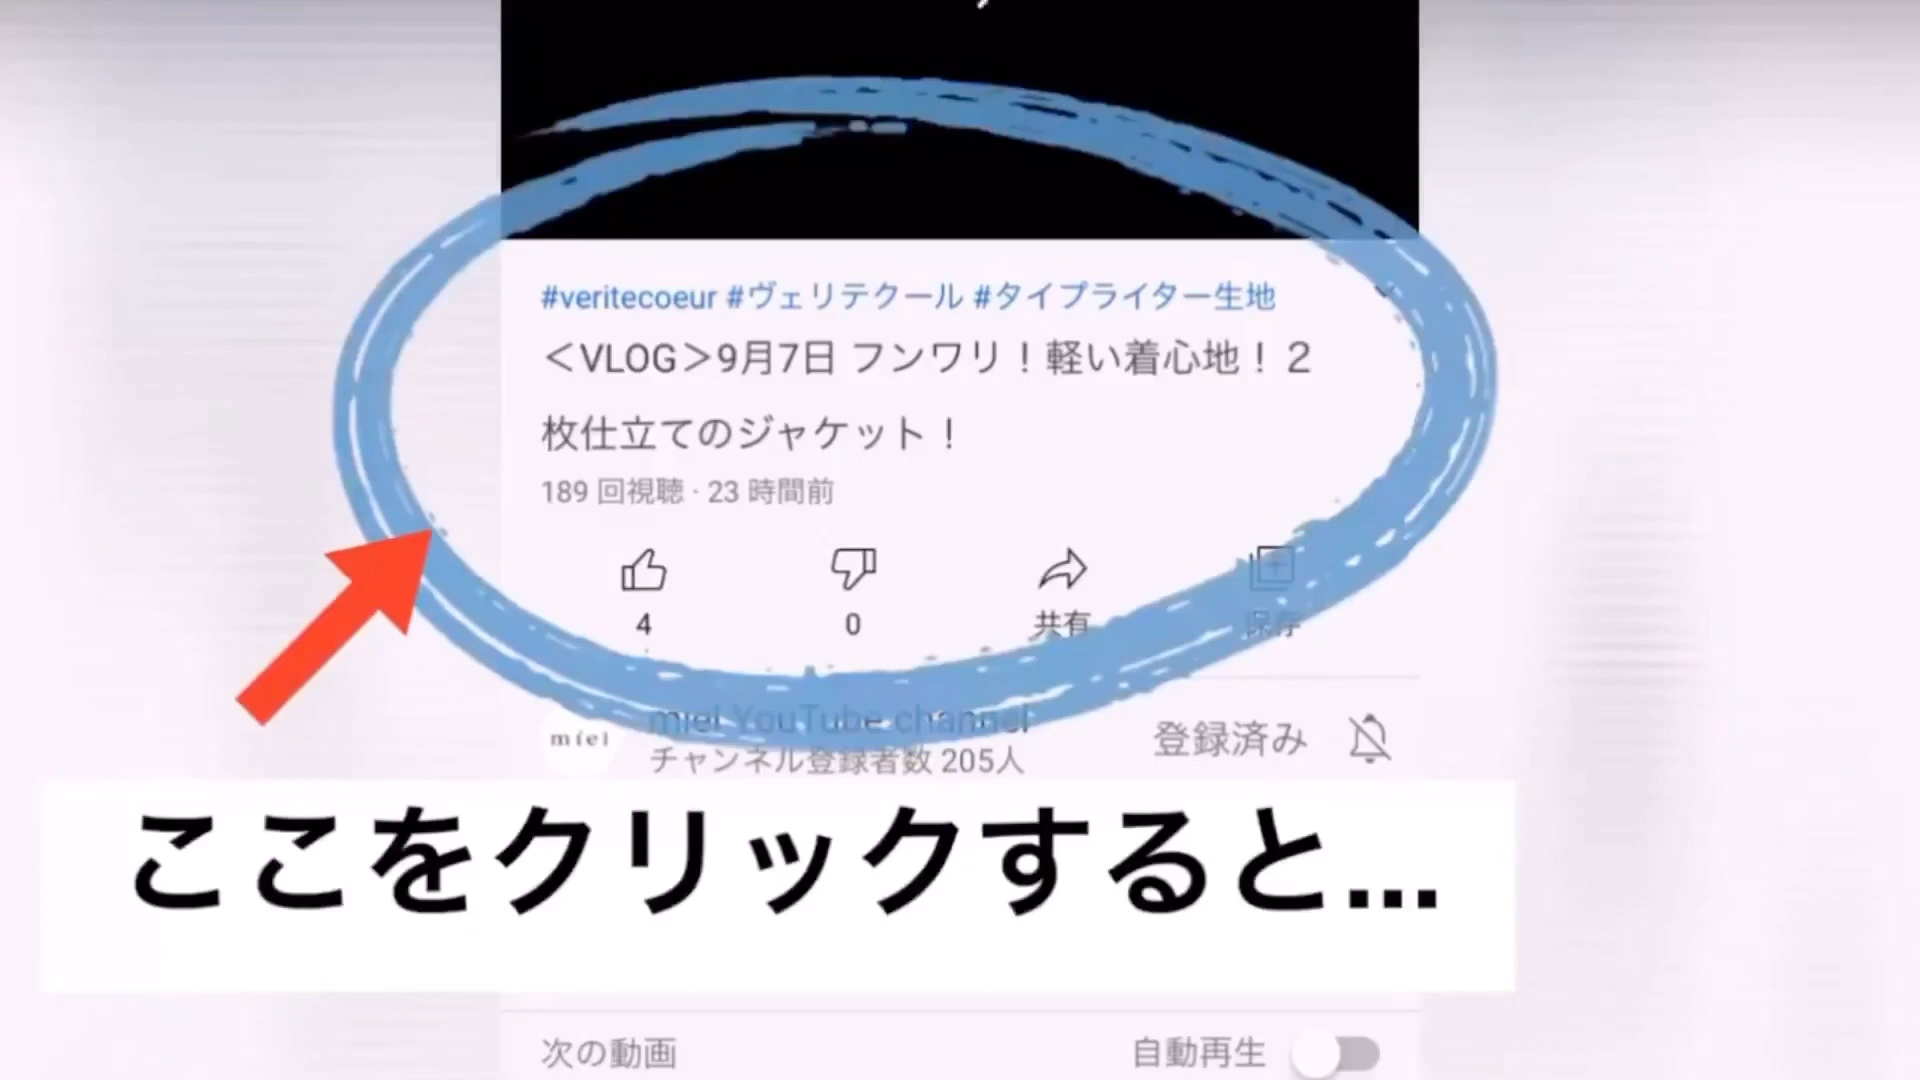 #veritecoeur #ヴェリテクール #タイプライター生地
＜VLOG＞9月7日 フンワリ！軽い着心地！２
枚仕立てのジャケット！
189 回視聴 · 23 時間前
4 0 共有 保存
miel
miel YouTube channel
チャンネル登録者数 205人
登録済み
ここをクリックすると...
次の動画 自動再生